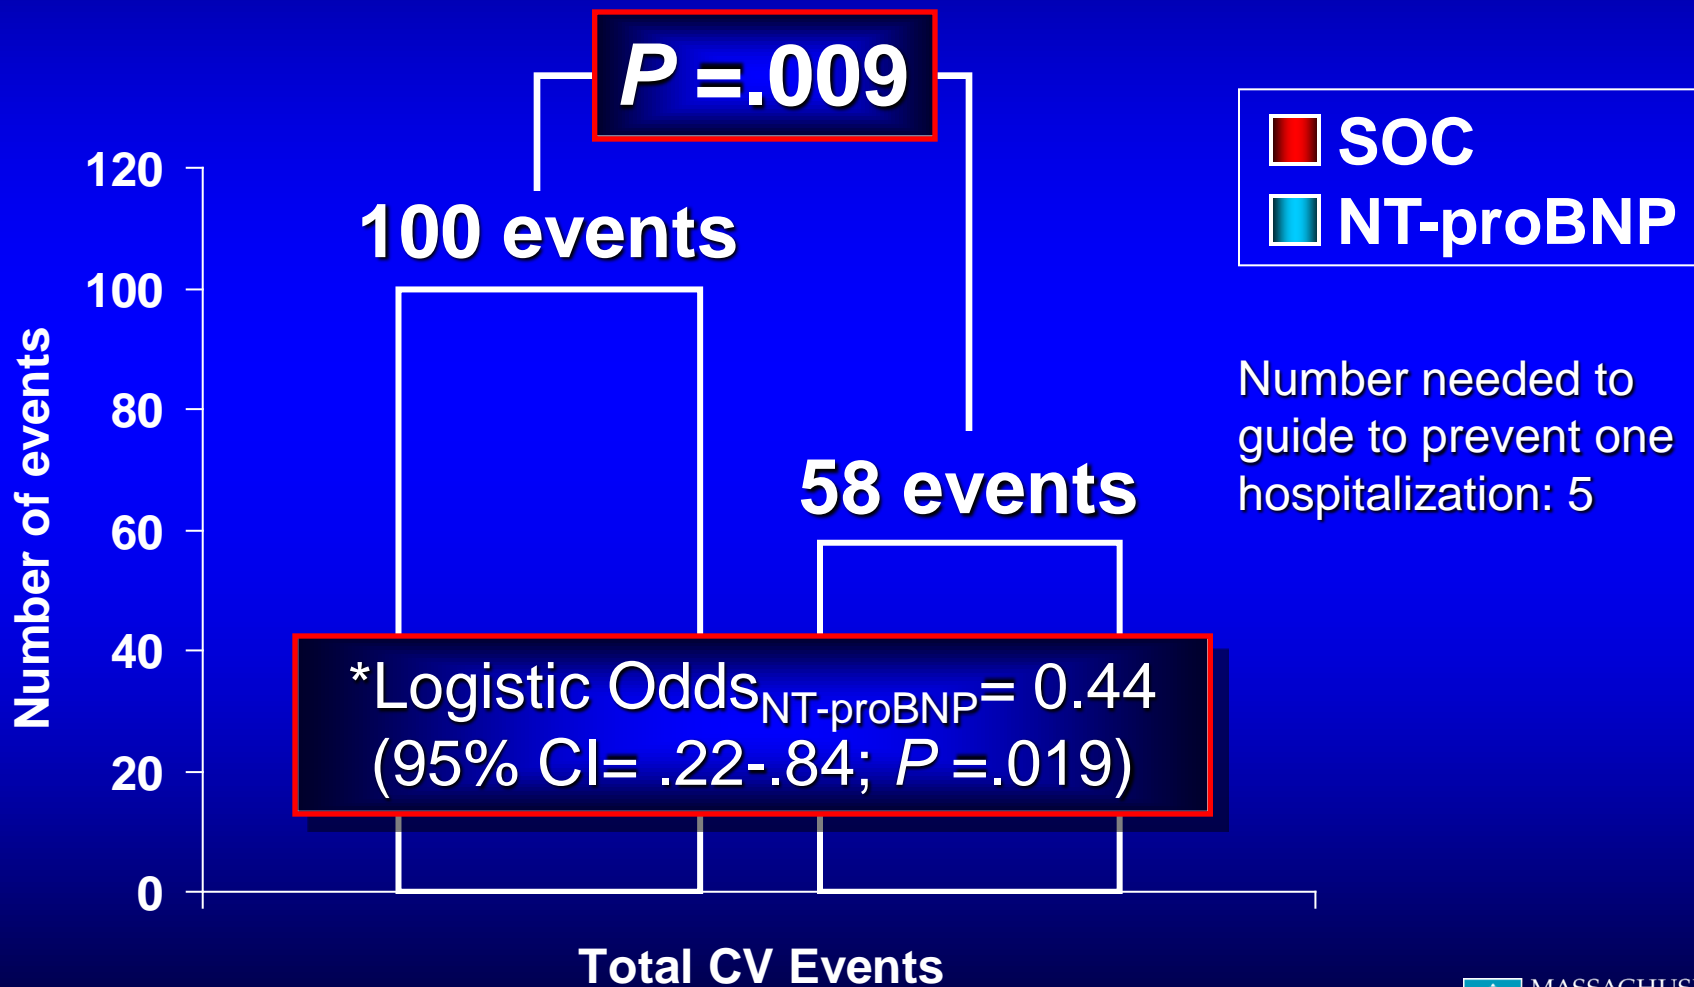 P =.009
SOC
NT-proBNP
120
100
80
60
40
20
0
Number of events
100 events
58 events
Number needed to
guide to prevent one
hospitalization: 5
*Logistic Odds NT-proBNP= 0.44
(95% CI= .22-.84; P =.019)
Total CV Events